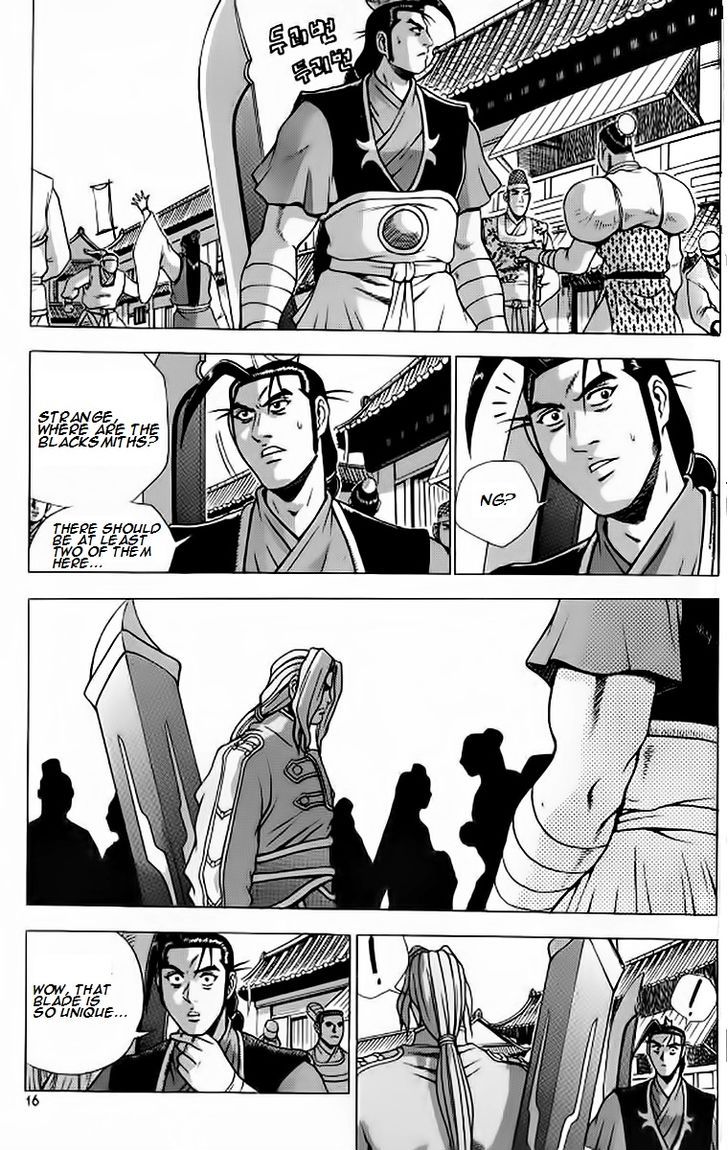 두리번
두리번
STRANGE,
WHERE ARE THE
BLACKSMITHS?
THERE SHOULD
BE AT LEAST
TWO OF THEM
HERE...
NG?
WOW, THAT
BLADE IS
SO UNIQUE...
!
!
16